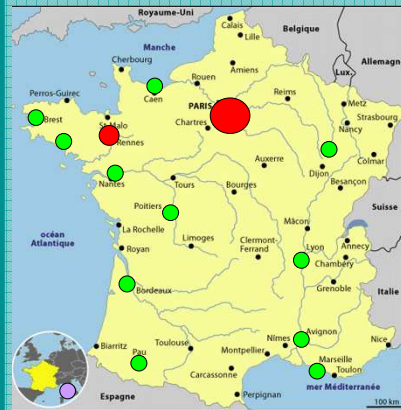 Royaume-Uni
Calais
Lille
Belgique
Manche
Allemagn
Cherbourg
Amiens
Lux.
Perros-Guirec
Rouen
Reims
Caen
PARIS
Metz
Brest
St-Malo
Chartres
Nancy
Strasbourg
Rennes
Colmar
Auxerre
Dijon
Nantes
Tours
Bourges
Besançon
Poitiers
Suisse
Mâcon
océan
Atlantique
La Rochelle
Limoges
Clermont-
Ferrand
Lyon
Annecy
Royan
Chambéry
Grenoble
Italie
Bordeaux
Avignon
Biarritz
Pau
Toulouse
Montpellier
Nîmes
Nice
Marseille
Carcassonne
Toulon
mer Méditerranée
Espagne
Perpignan
100 km